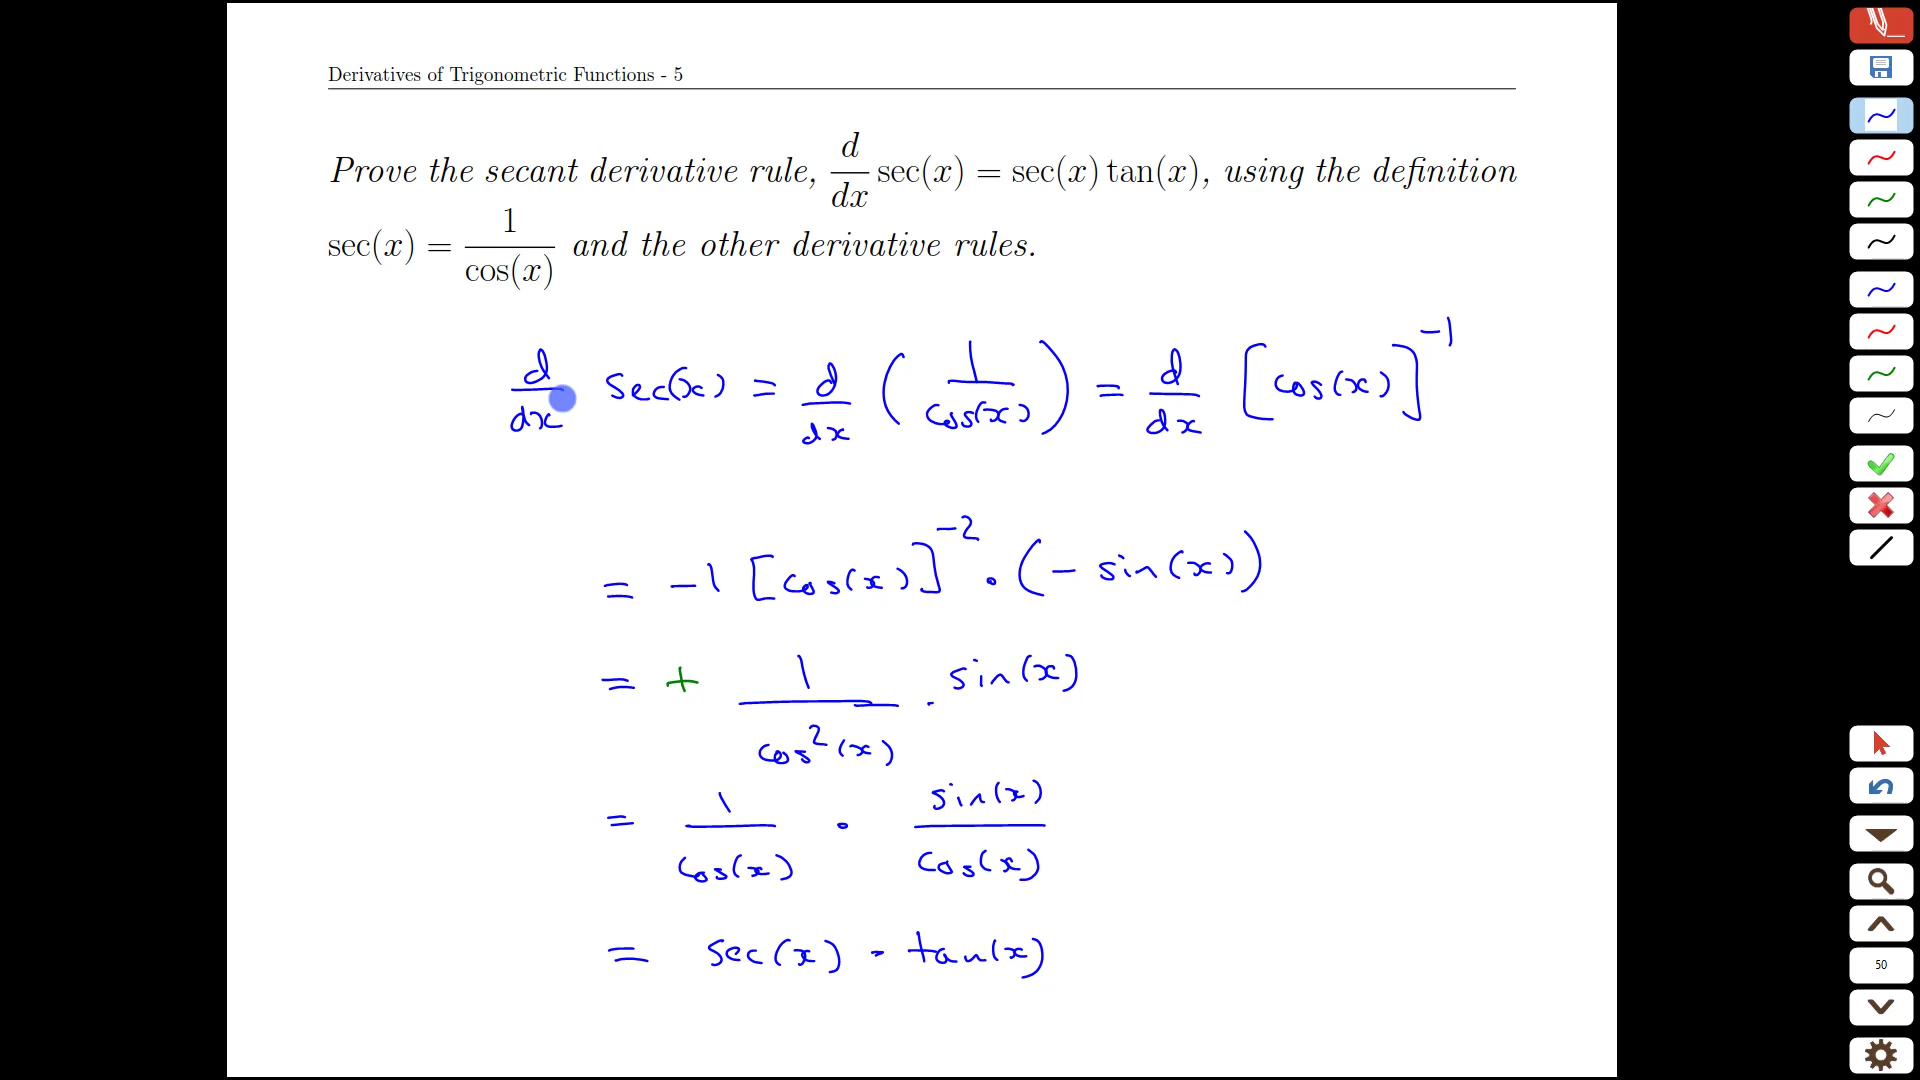 Derivatives of Trigonometric Functions - 5
Prove the secant derivative rule, d/dx sec(x) = sec(x) tan(x), using the definition
sec(x) = 1/cos(x) and the other derivative rules.
d/dx sec(x) = d/dx (1/cos(x)) = d/dx [cos(x)]^-1
= -1 [cos(x)]^-2 · (- sin(x))
= + 1/cos²(x) · sin(x)
= 1/cos(x) · sin(x)/cos(x)
= sec(x) · tan(x)
50